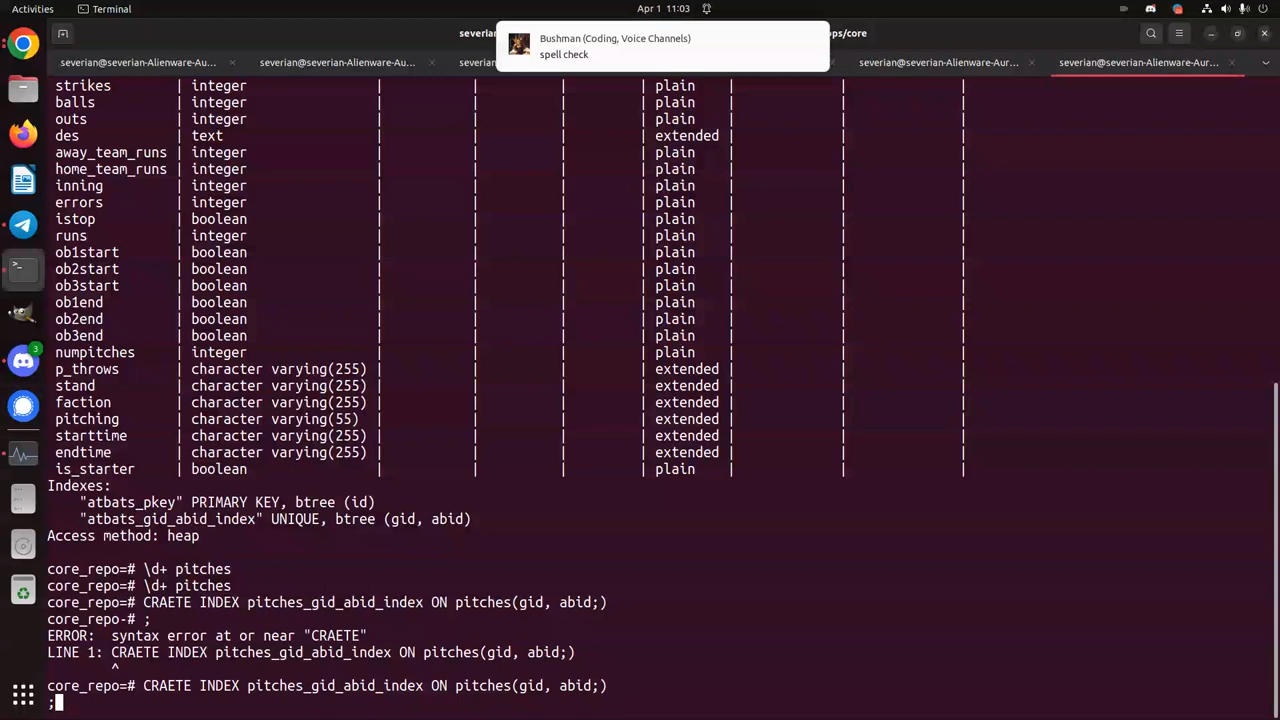 Activities
Terminal
Apr 1 11:03
Bushman (Coding, Voice Channels)
spell check
severian
ps/core
severian@severian-Alienware-Au...
severian@severian-Alienware-Aur...
severian@severian-Alienware-Aur...
severian@severian-Alienware-Aur...
strikes | integer | | | | plain | | |
balls | integer | | | | plain | | |
outs | integer | | | | plain | | |
des | text | | | | extended | | |
away_team_runs | integer | | | | plain | | |
home_team_runs | integer | | | | plain | | |
inning | integer | | | | plain | | |
errors | integer | | | | plain | | |
istop | boolean | | | | plain | | |
runs | integer | | | | plain | | |
ob1start | boolean | | | | plain | | |
ob2start | boolean | | | | plain | | |
ob3start | boolean | | | | plain | | |
ob1end | boolean | | | | plain | | |
ob2end | boolean | | | | plain | | |
ob3end | boolean | | | | plain | | |
numpitches | integer | | | | plain | | |
p_throws | character varying(255) | | | | extended | | |
stand | character varying(255) | | | | extended | | |
faction | character varying(255) | | | | extended | | |
pitching | character varying(55) | | | | extended | | |
starttime | character varying(255) | | | | extended | | |
endtime | character varying(255) | | | | extended | | |
is_starter | boolean | | | | plain | | |
Indexes:
"atbats_pkey" PRIMARY KEY, btree (id)
"atbats_gid_abid_index" UNIQUE, btree (gid, abid)
Access method: heap
core_repo=# \d+ pitches
core_repo=# \d+ pitches
core_repo=# CRAETE INDEX pitches_gid_abid_index ON pitches(gid, abid;)
core_repo-# ;
ERROR:  syntax error at or near "CRAETE"
LINE 1: CRAETE INDEX pitches_gid_abid_index ON pitches(gid, abid;)
^
core_repo=# CRAETE INDEX pitches_gid_abid_index ON pitches(gid, abid;)
;
3